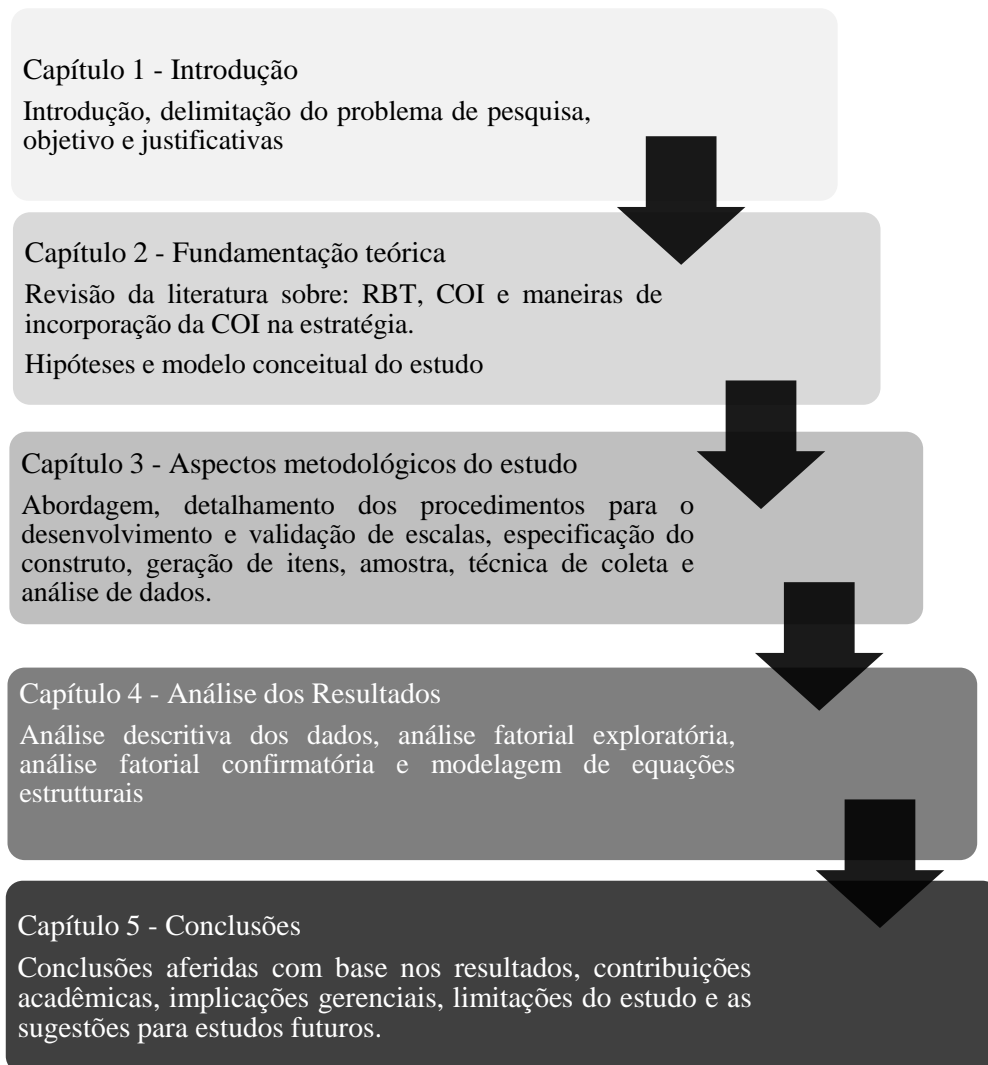 Capítulo 1 - Introdução
Introdução, delimitação do problema de pesquisa,
objetivo e justificativas
Capítulo 2 - Fundamentação teórica
Revisão da literatura sobre: RBT, COI e maneiras de
incorporação da COI na estratégia.
Hipóteses e modelo conceitual do estudo
Capítulo 3 - Aspectos metodológicos do estudo
Abordagem, detalhamento dos procedimentos para o
desenvolvimento e validação de escalas, especificação do
construto, geração de itens, amostra, técnica de coleta e
análise de dados.
Capítulo 4 - Análise dos Resultados
Análise descritiva dos dados, análise fatorial exploratória,
análise fatorial confirmatória e modelagem de equações
estrutturais
Capítulo 5 - Conclusões
Conclusões aferidas com base nos resultados, contribuições
acadêmicas, implicações gerenciais, limitações do estudo e as
sugestões para estudos futuros.